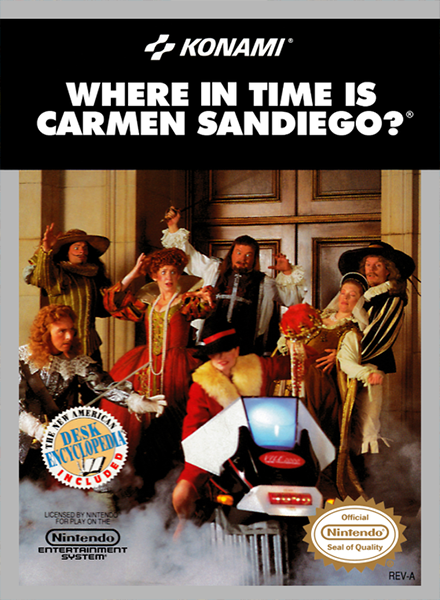 KONAMI®
WHERE IN TIME IS
CARMEN SANDIEGO?®
THE NEW AMERICAN
DESK
ENCYCLOPEDIA
INCLUDED
LICENSED BY NINTENDO
FOR PLAY ON THE
Nintendo
ENTERTAINMENT
SYSTEM®
Official
Nintendo®
Seal of Quality
REV-A